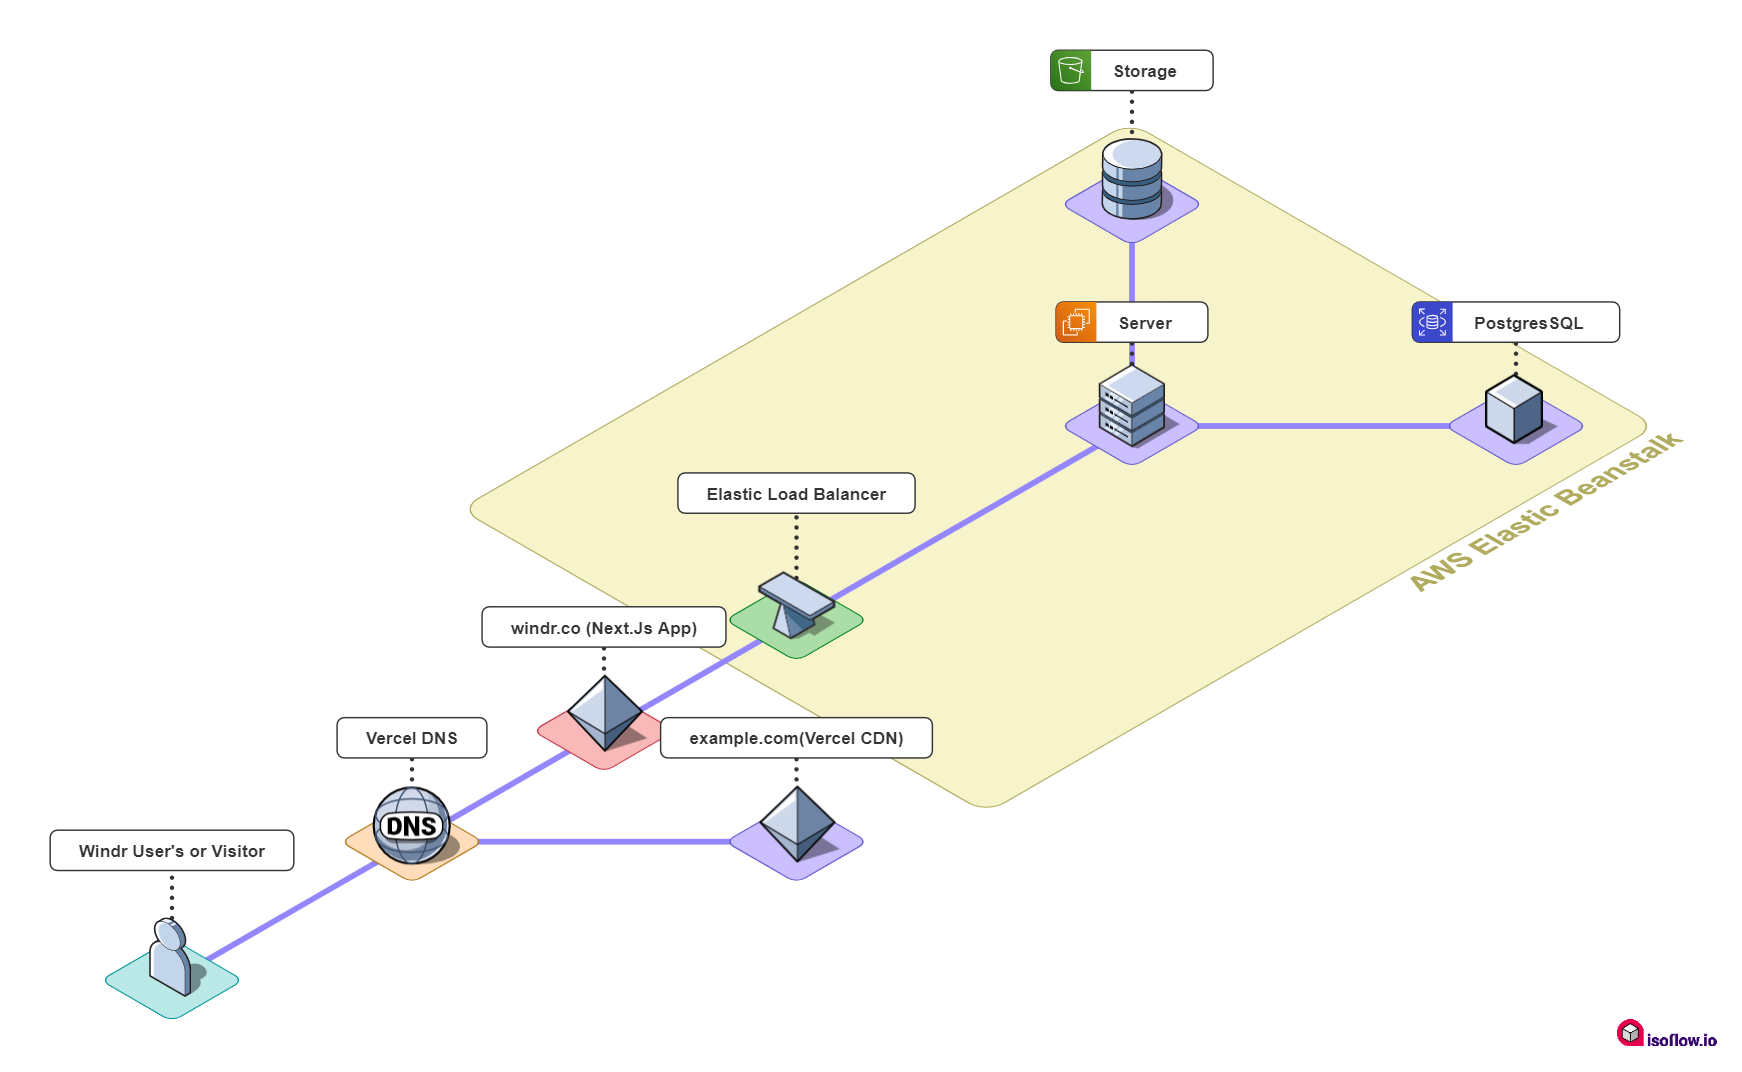 Storage
Server
PostgresSQL
AWS Elastic Beanstalk
Elastic Load Balancer
windr.co (Next.Js App)
Vercel DNS
example.com(Vercel CDN)
DNS
Windr User's or Visitor
isoflow.io